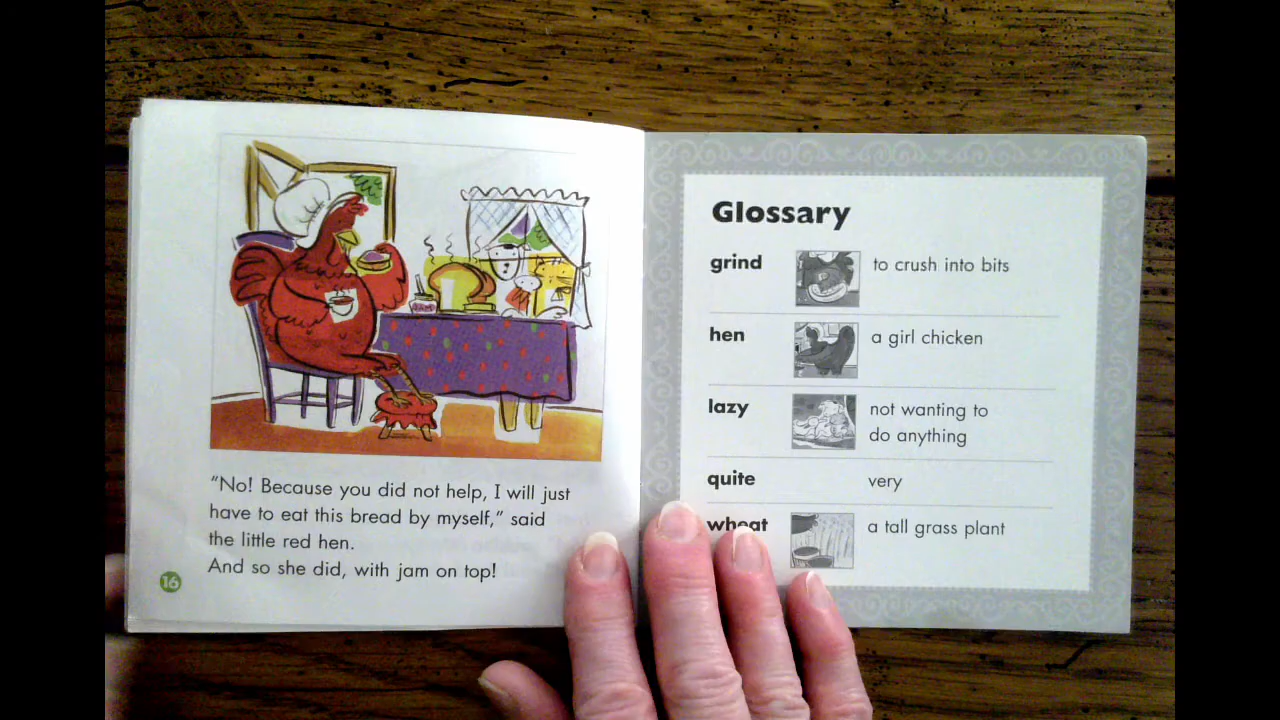 "No! Because you did not help, I will just
have to eat this bread by myself," said
the little red hen.
And so she did, with jam on top!
16
Glossary
grind to crush into bits
hen a girl chicken
lazy not wanting to
do anything
quite very
wheat a tall grass plant